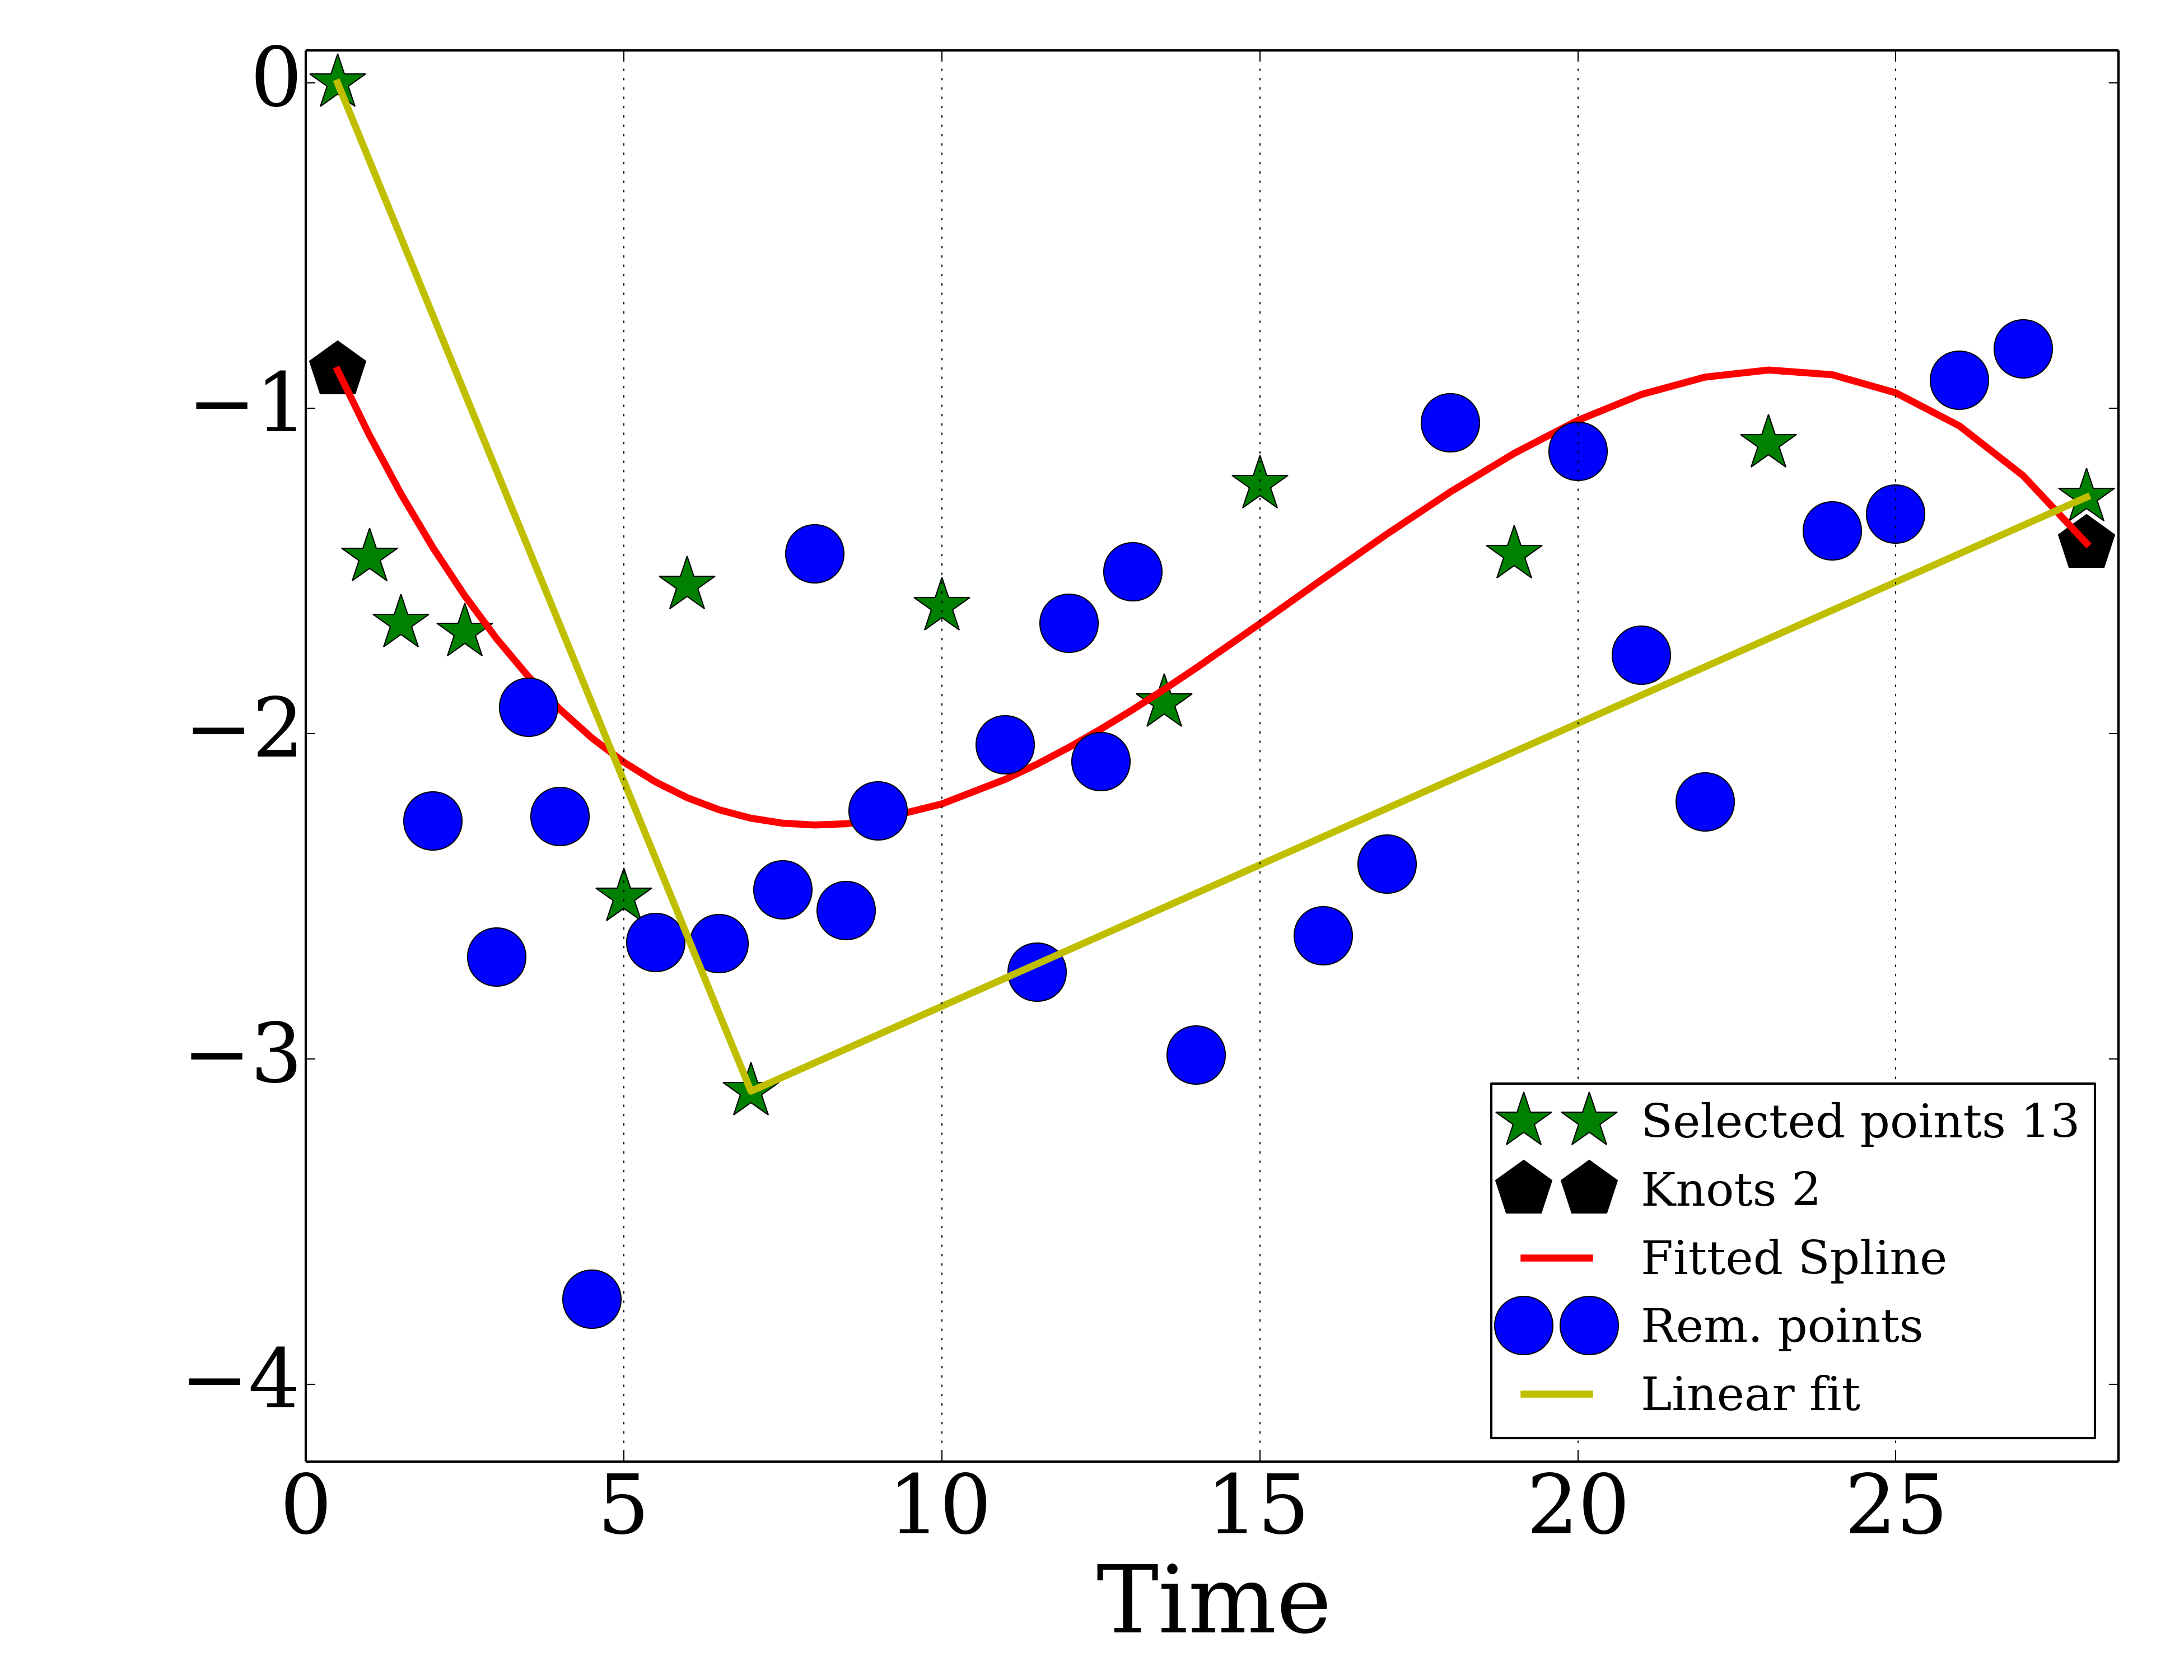 0
−1
−2
−3
−4
0 5 10 15 20 25
Time
Selected points 13
Knots 2
Fitted Spline
Rem. points
Linear fit